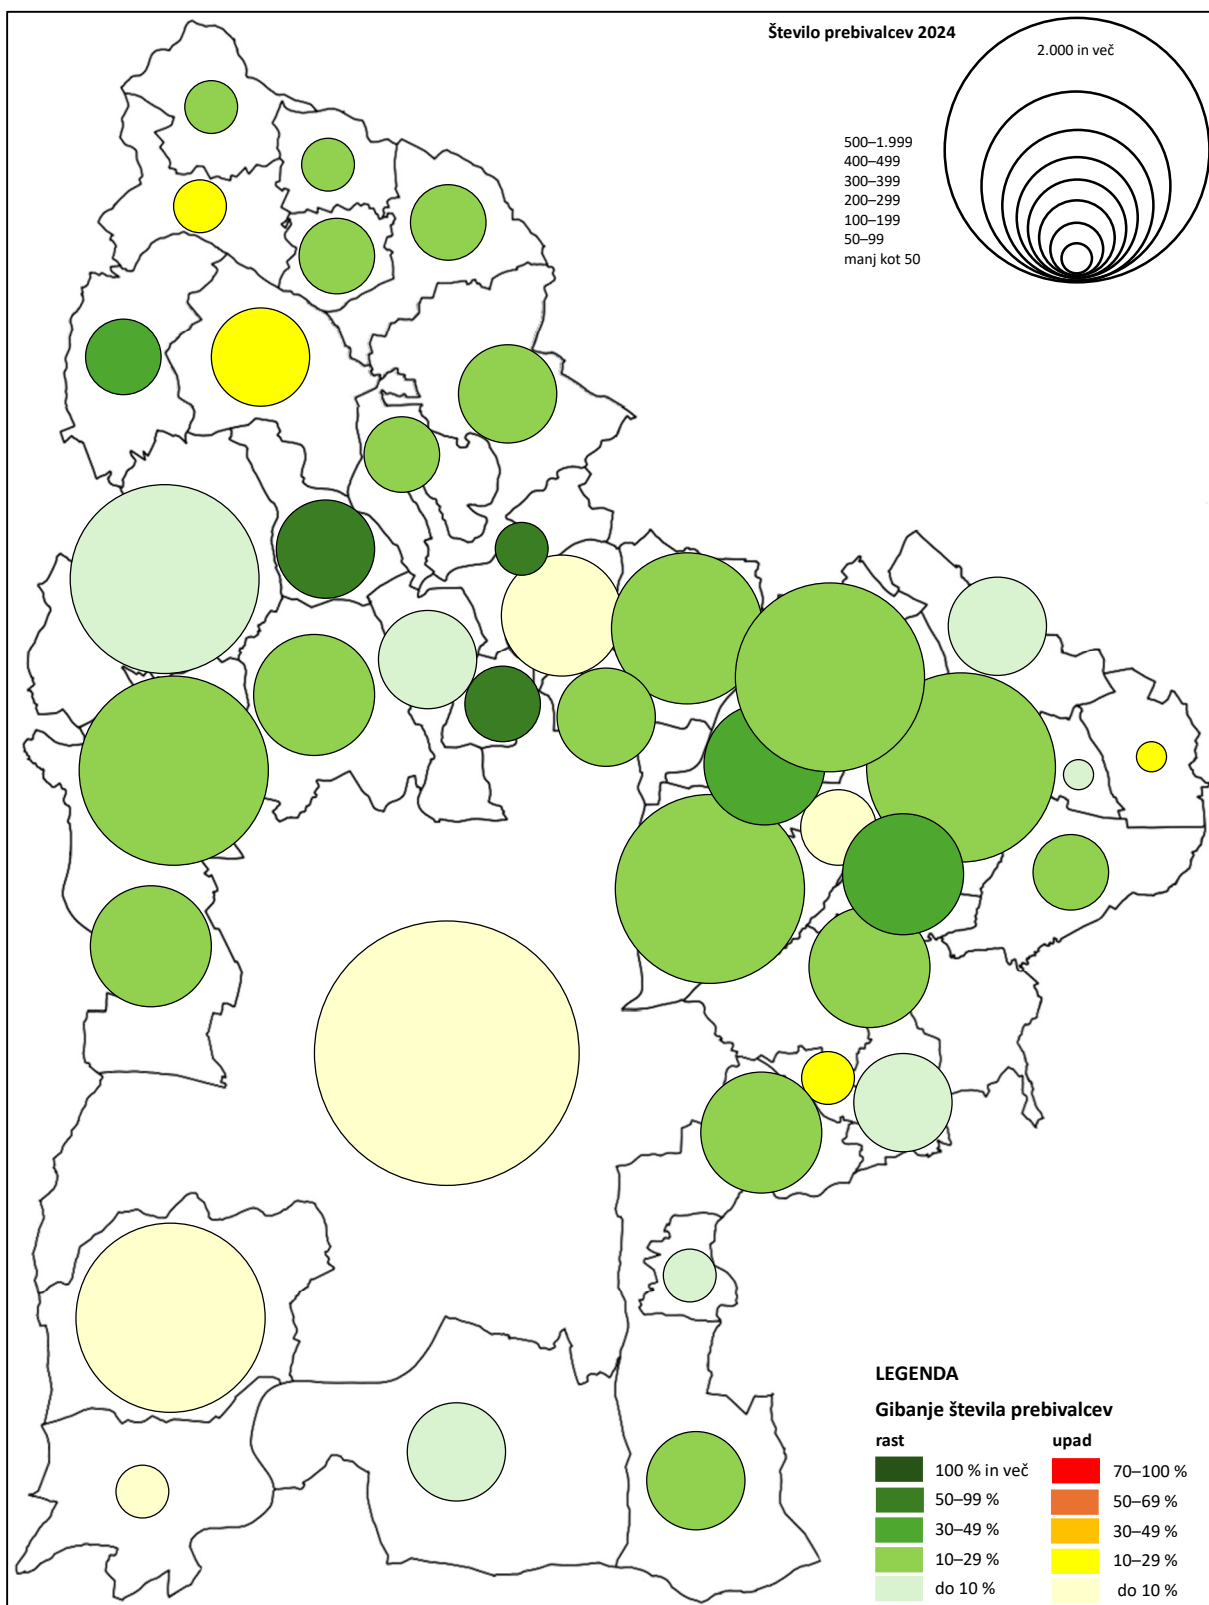 Število prebivalcev 2024
2.000 in več
500–1.999
400–499
300–399
200–299
100–199
50–99
manj kot 50
LEGENDA
Gibanje števila prebivalcev
rast upad
100 % in več 70–100 %
50–99 % 50–69 %
30–49 % 30–49 %
10–29 % 10–29 %
do 10 % do 10 %